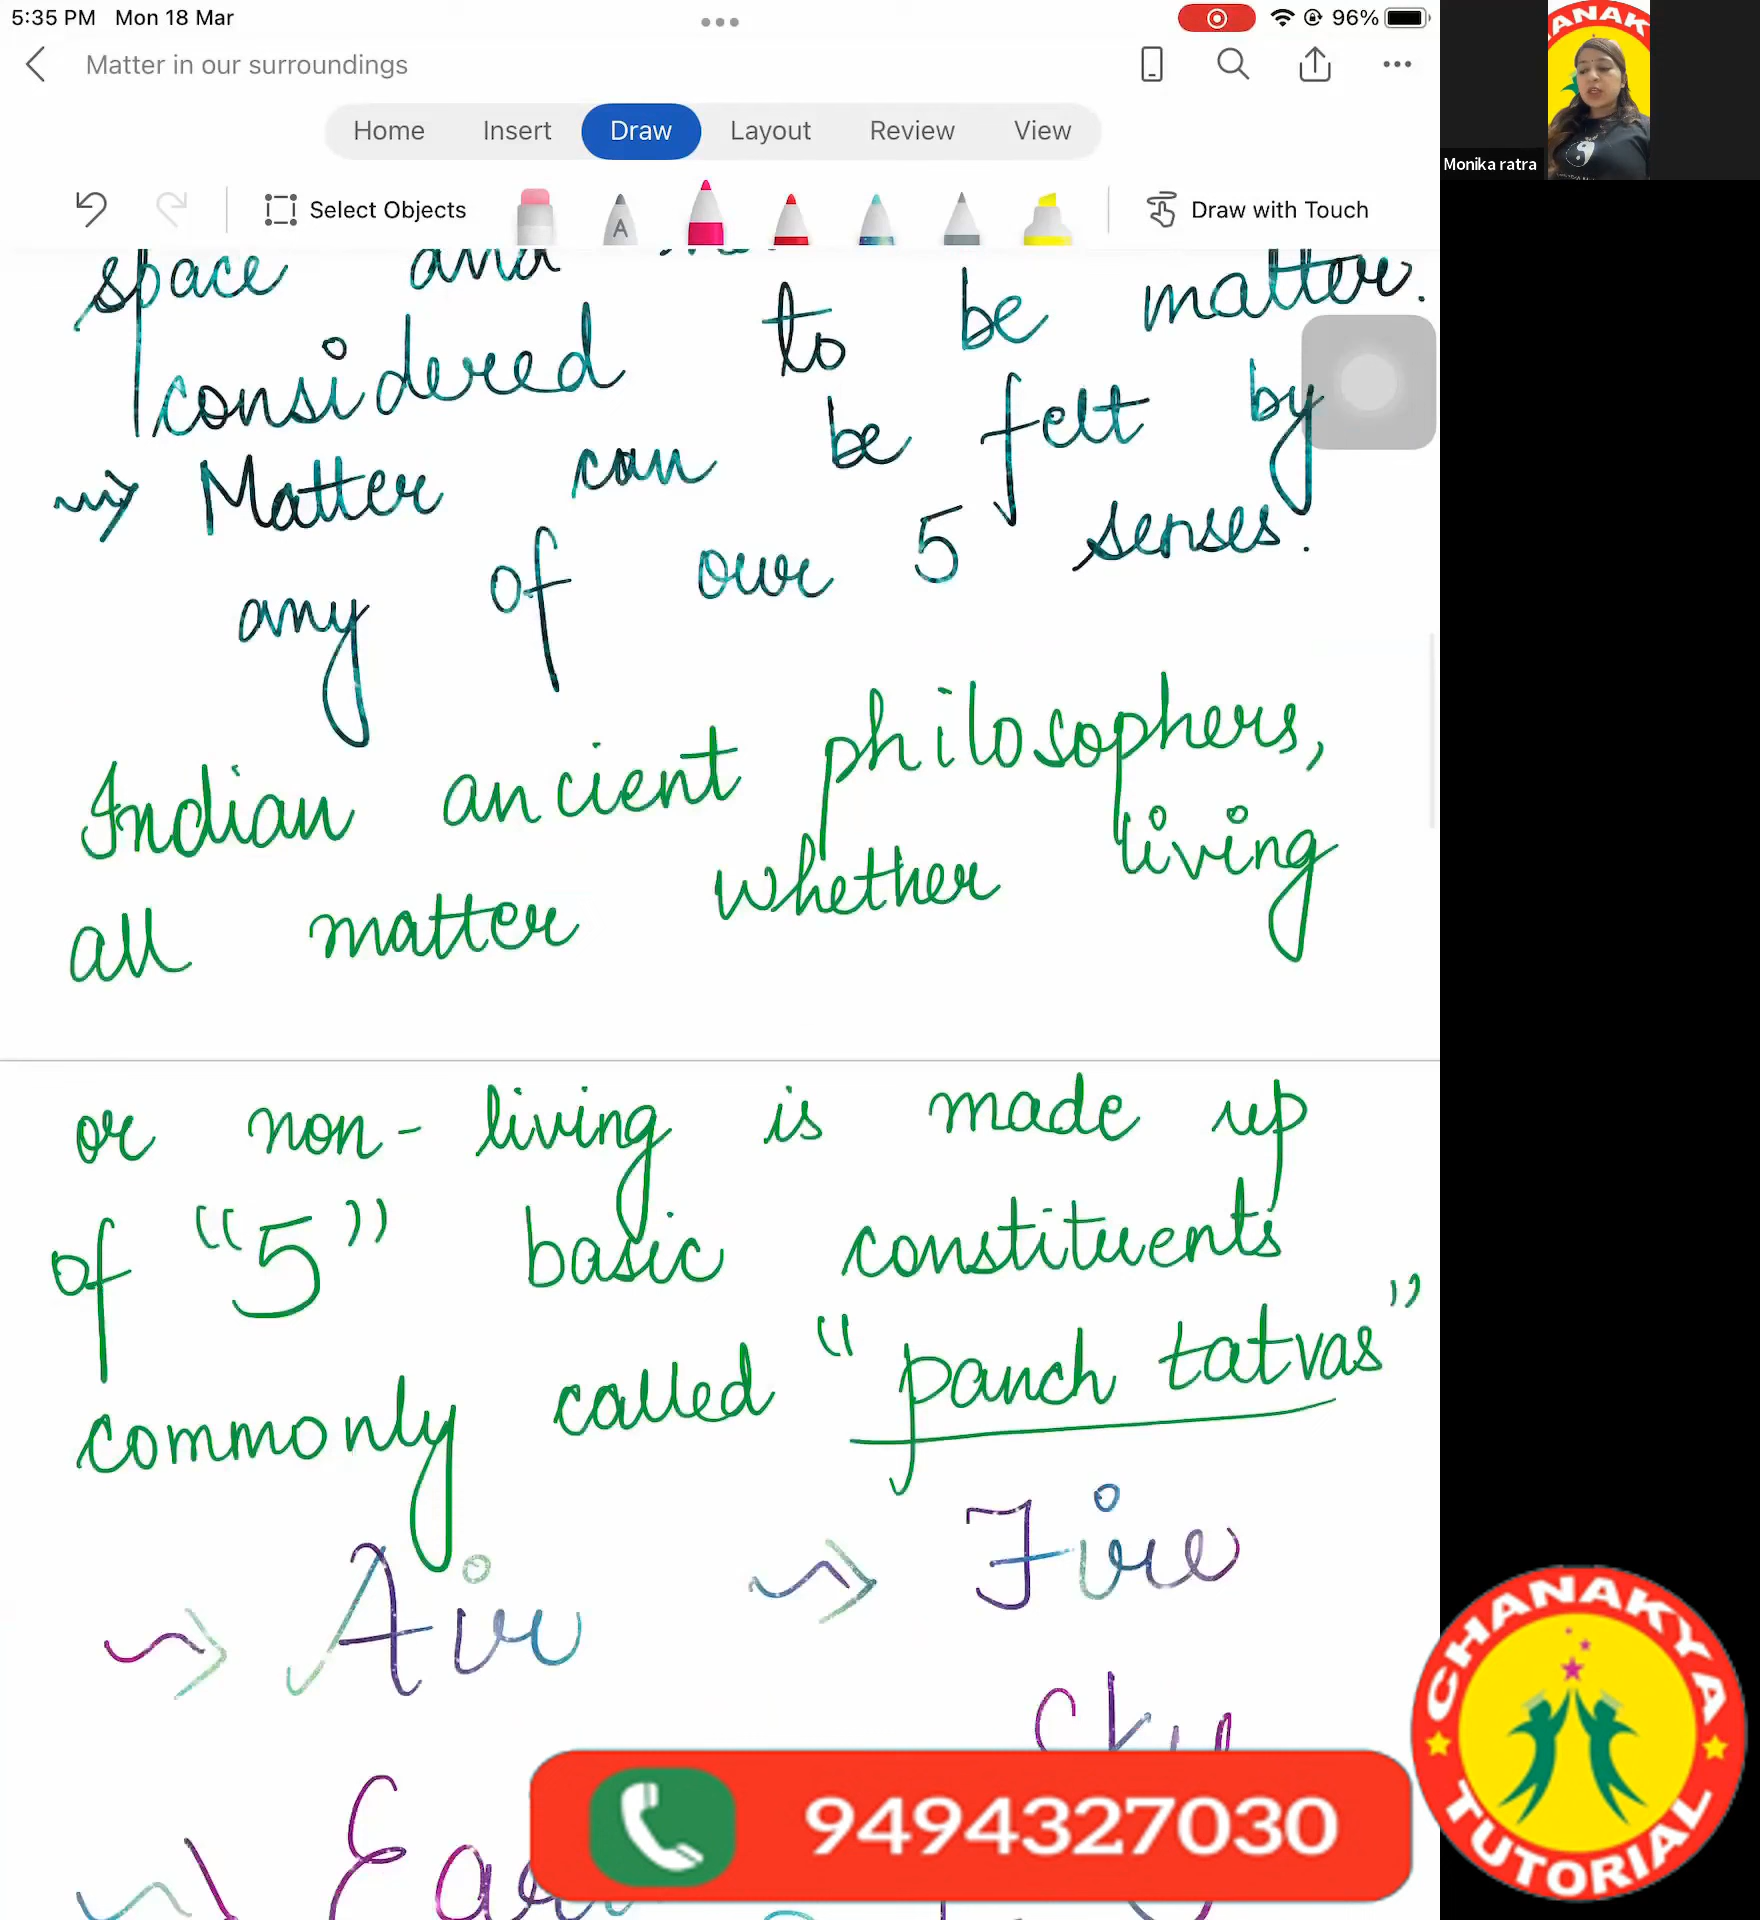 5:35 PM Mon 18 Mar
96%
Matter in our surroundings
Home Insert Draw Layout Review View
Select Objects
A
Draw with Touch
space and
considered to be matter.
Matter can be felt by
any of our 5 senses.
Indian ancient philosophers,
all matter whether living
or non-living is made up
of "5" basic constituents
commonly called "panch tatvas"
Air Fire
Sky
9494327030
Monika ratra
CHANAKYA TUTORIAL